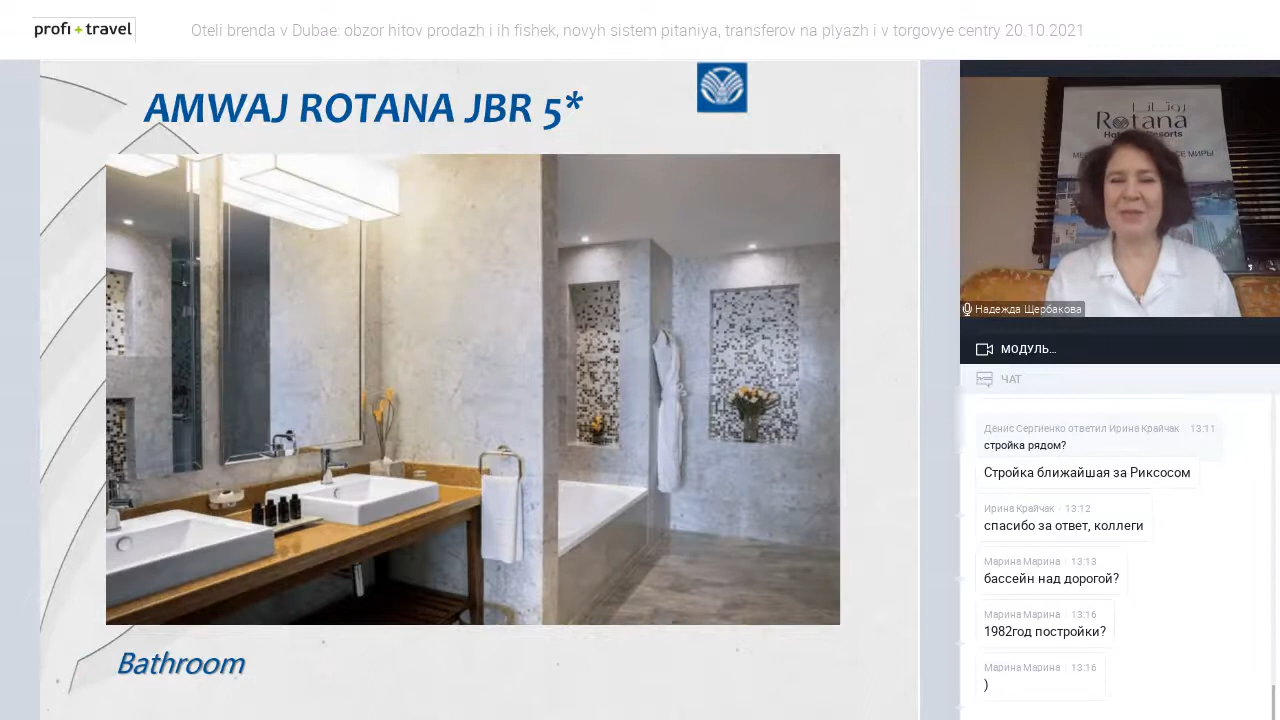 profi + travel
Oteli brenda v Dubae: obzor hitov prodazh i ih fishek, novyh sistem pitaniya, transferov na plyazh i v torgovye centry 20.10.2021
AMWAJ ROTANA JBR 5*
Bathroom
روتانا
Rotana
СЕ МИРЫ
Надежда Щербакова
МОДУЛЬ...
ЧАТ
Денис Сергиенко ответил Ирина Крайчак 13:11
стройка рядом?
Стройка ближайшая за Риксосом
Ирина Крайчак 13:12
спасибо за ответ, коллеги
Марина Марина 13:13
бассейн над дорогой?
Марина Марина 13:16
1982год постройки?
Марина Марина 13:16
)